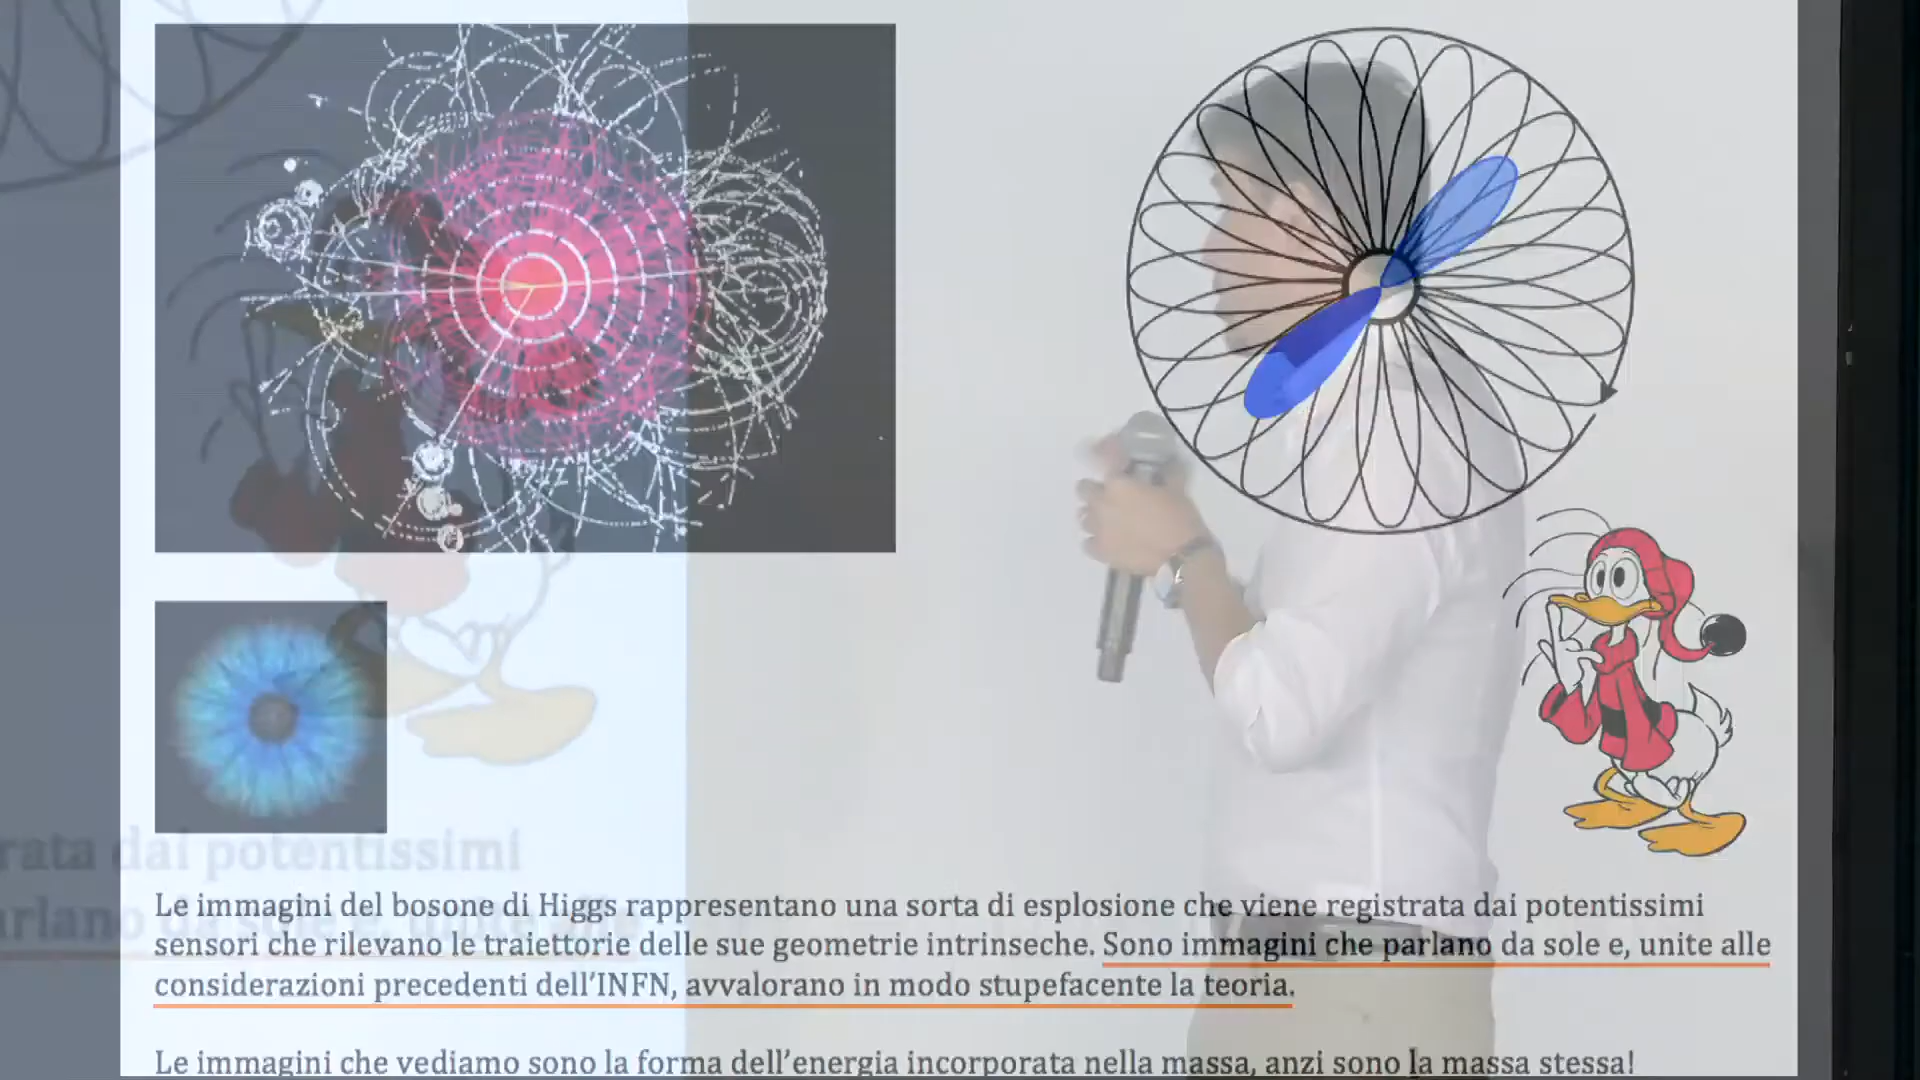 rata dai potentissimi
Le immagini del bosone di Higgs rappresentano una sorta di esplosione che viene registrata dai potentissimi
sensori che rilevano le traiettorie delle sue geometrie intrinseche. Sono immagini che parlano da sole e, unite alle
considerazioni precedenti dell’INFN, avvalorano in modo stupefacente la teoria.
Le immagini che vediamo sono la forma dell’energia incorporata nella massa, anzi sono la massa stessa!